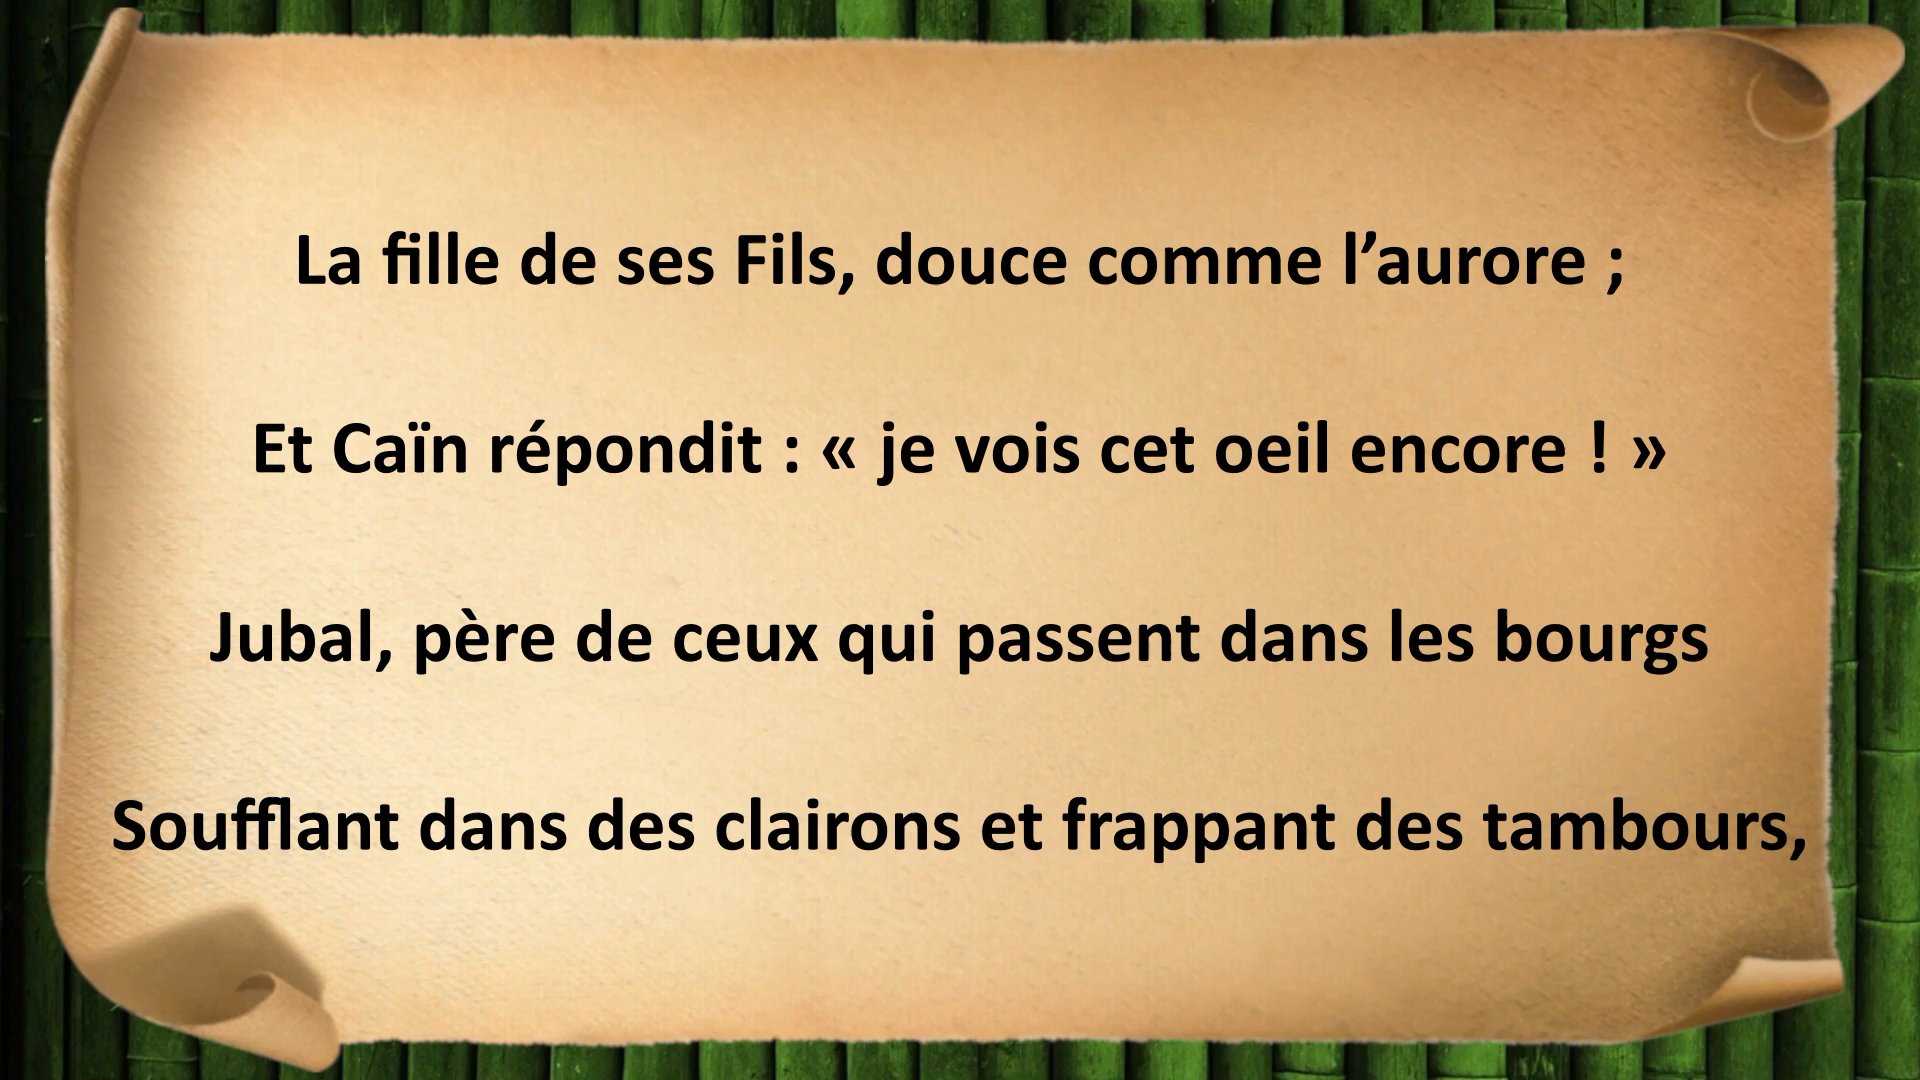 La fille de ses Fils, douce comme l’aurore ;
Et Caïn répondit : « je vois cet oeil encore ! »
Jubal, père de ceux qui passent dans les bourgs
Soufflant dans des clairons et frappant des tambours,